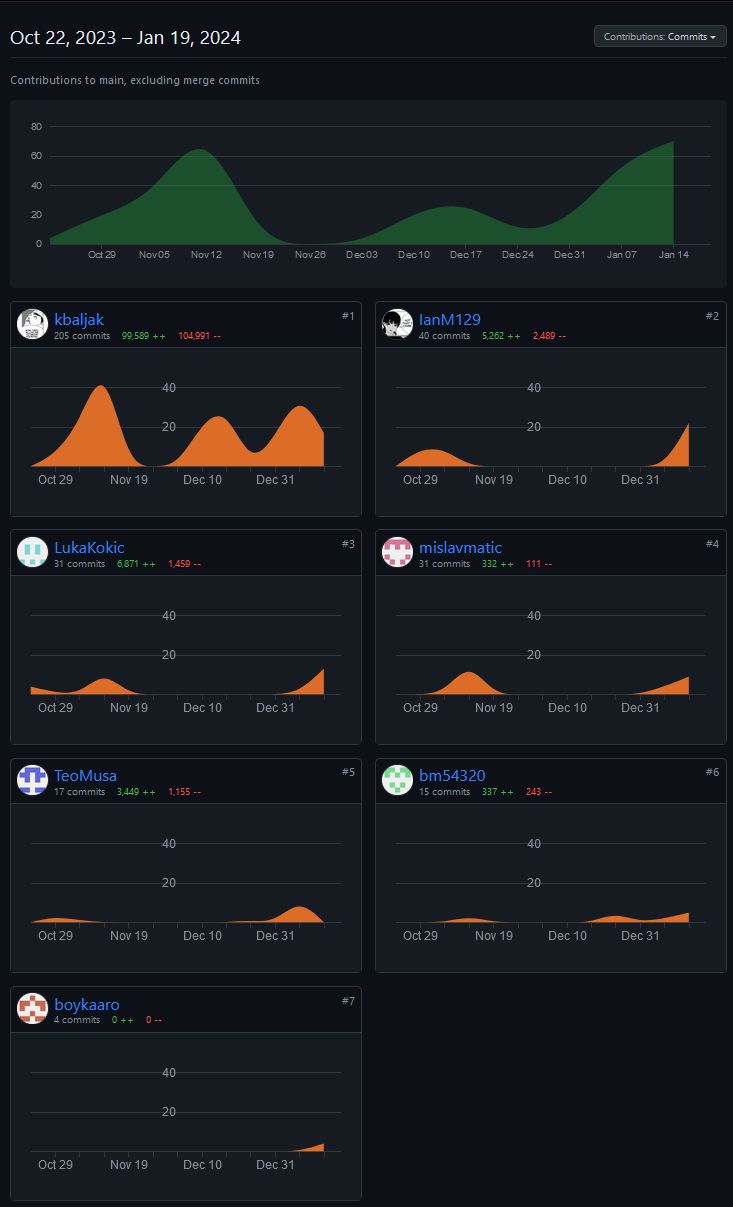 Oct 22, 2023 – Jan 19, 2024
Contributions: Commits
Contributions to main, excluding merge commits
80
60
40
20
0
Oct 29 Nov 05 Nov 12 Nov 19 Nov 26 Dec 03 Dec 10 Dec 17 Dec 24 Dec 31 Jan 07 Jan 14
kbaljak #1
205 commits 99,589 ++ 104,991 --
40
20
Oct 29 Nov 19 Dec 10 Dec 31
IanM129 #2
40 commits 5,262 ++ 2,489 --
40
20
Oct 29 Nov 19 Dec 10 Dec 31
LukaKokic #3
31 commits 6,871 ++ 1,459 --
40
20
Oct 29 Nov 19 Dec 10 Dec 31
mislavmatic #4
31 commits 332 ++ 111 --
40
20
Oct 29 Nov 19 Dec 10 Dec 31
TeoMusa #5
17 commits 3,449 ++ 1,155 --
40
20
Oct 29 Nov 19 Dec 10 Dec 31
bm54320 #6
15 commits 337 ++ 243 --
40
20
Oct 29 Nov 19 Dec 10 Dec 31
boykaaro #7
4 commits 0 ++ 0 --
40
20
Oct 29 Nov 19 Dec 10 Dec 31